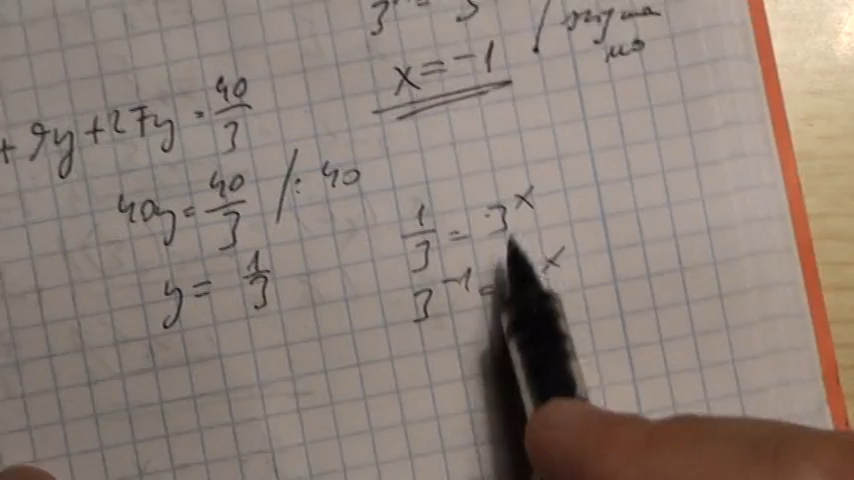 x = -1
+ 9y + 27y = 40/3
40y = 40/3 / : 40
y = 1/3
1/3 = 3^x
3^-1 = x